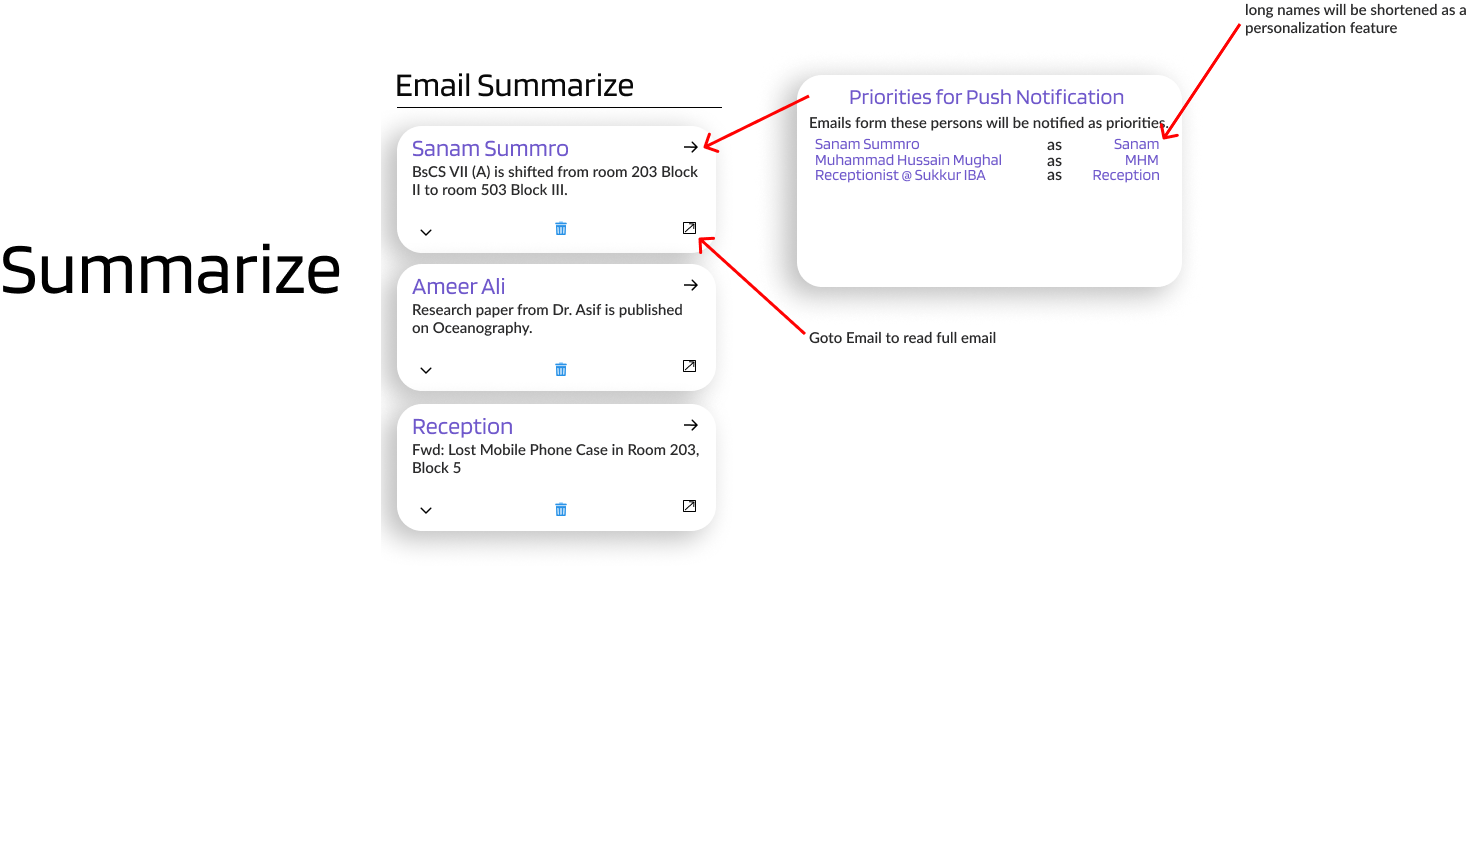 long names will be shortened as a
personalization feature
Email Summarize
Priorities for Push Notification
Emails form these persons will be notified as priorities.
Sanam Summro as Sanam
Muhammad Hussain Mughal as MHM
Receptionist @ Sukkur IBA as Reception
Sanam Summro
BsCS VII (A) is shifted from room 203 Block
II to room 503 Block III.
Summarize
Ameer Ali
Research paper from Dr. Asif is published
on Oceanography.
Goto Email to read full email
Reception
Fwd: Lost Mobile Phone Case in Room 203,
Block 5